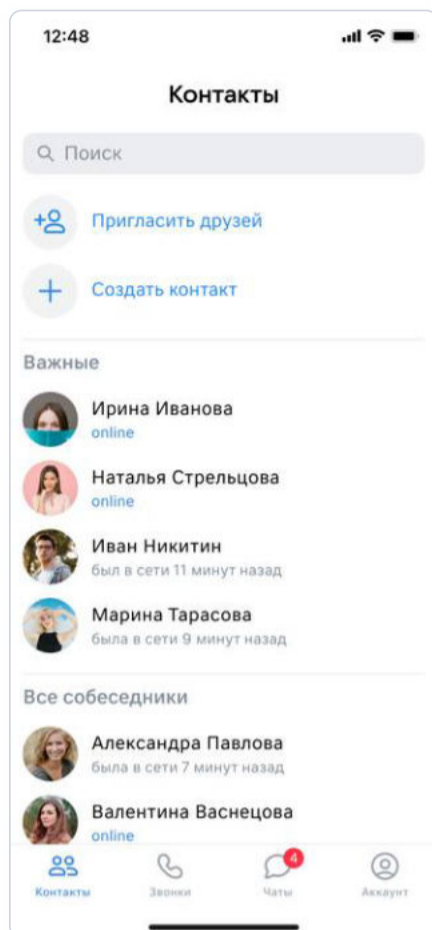 12:48
Контакты
Поиск
Пригласить друзей
Создать контакт
Важные
Ирина Иванова
online
Наталья Стрельцова
online
Иван Никитин
был в сети 11 минут назад
Марина Тарасова
была в сети 9 минут назад
Все собеседники
Александра Павлова
была в сети 7 минут назад
Валентина Васнецова
online
4
Контакты Звонки Чаты Аккаунт